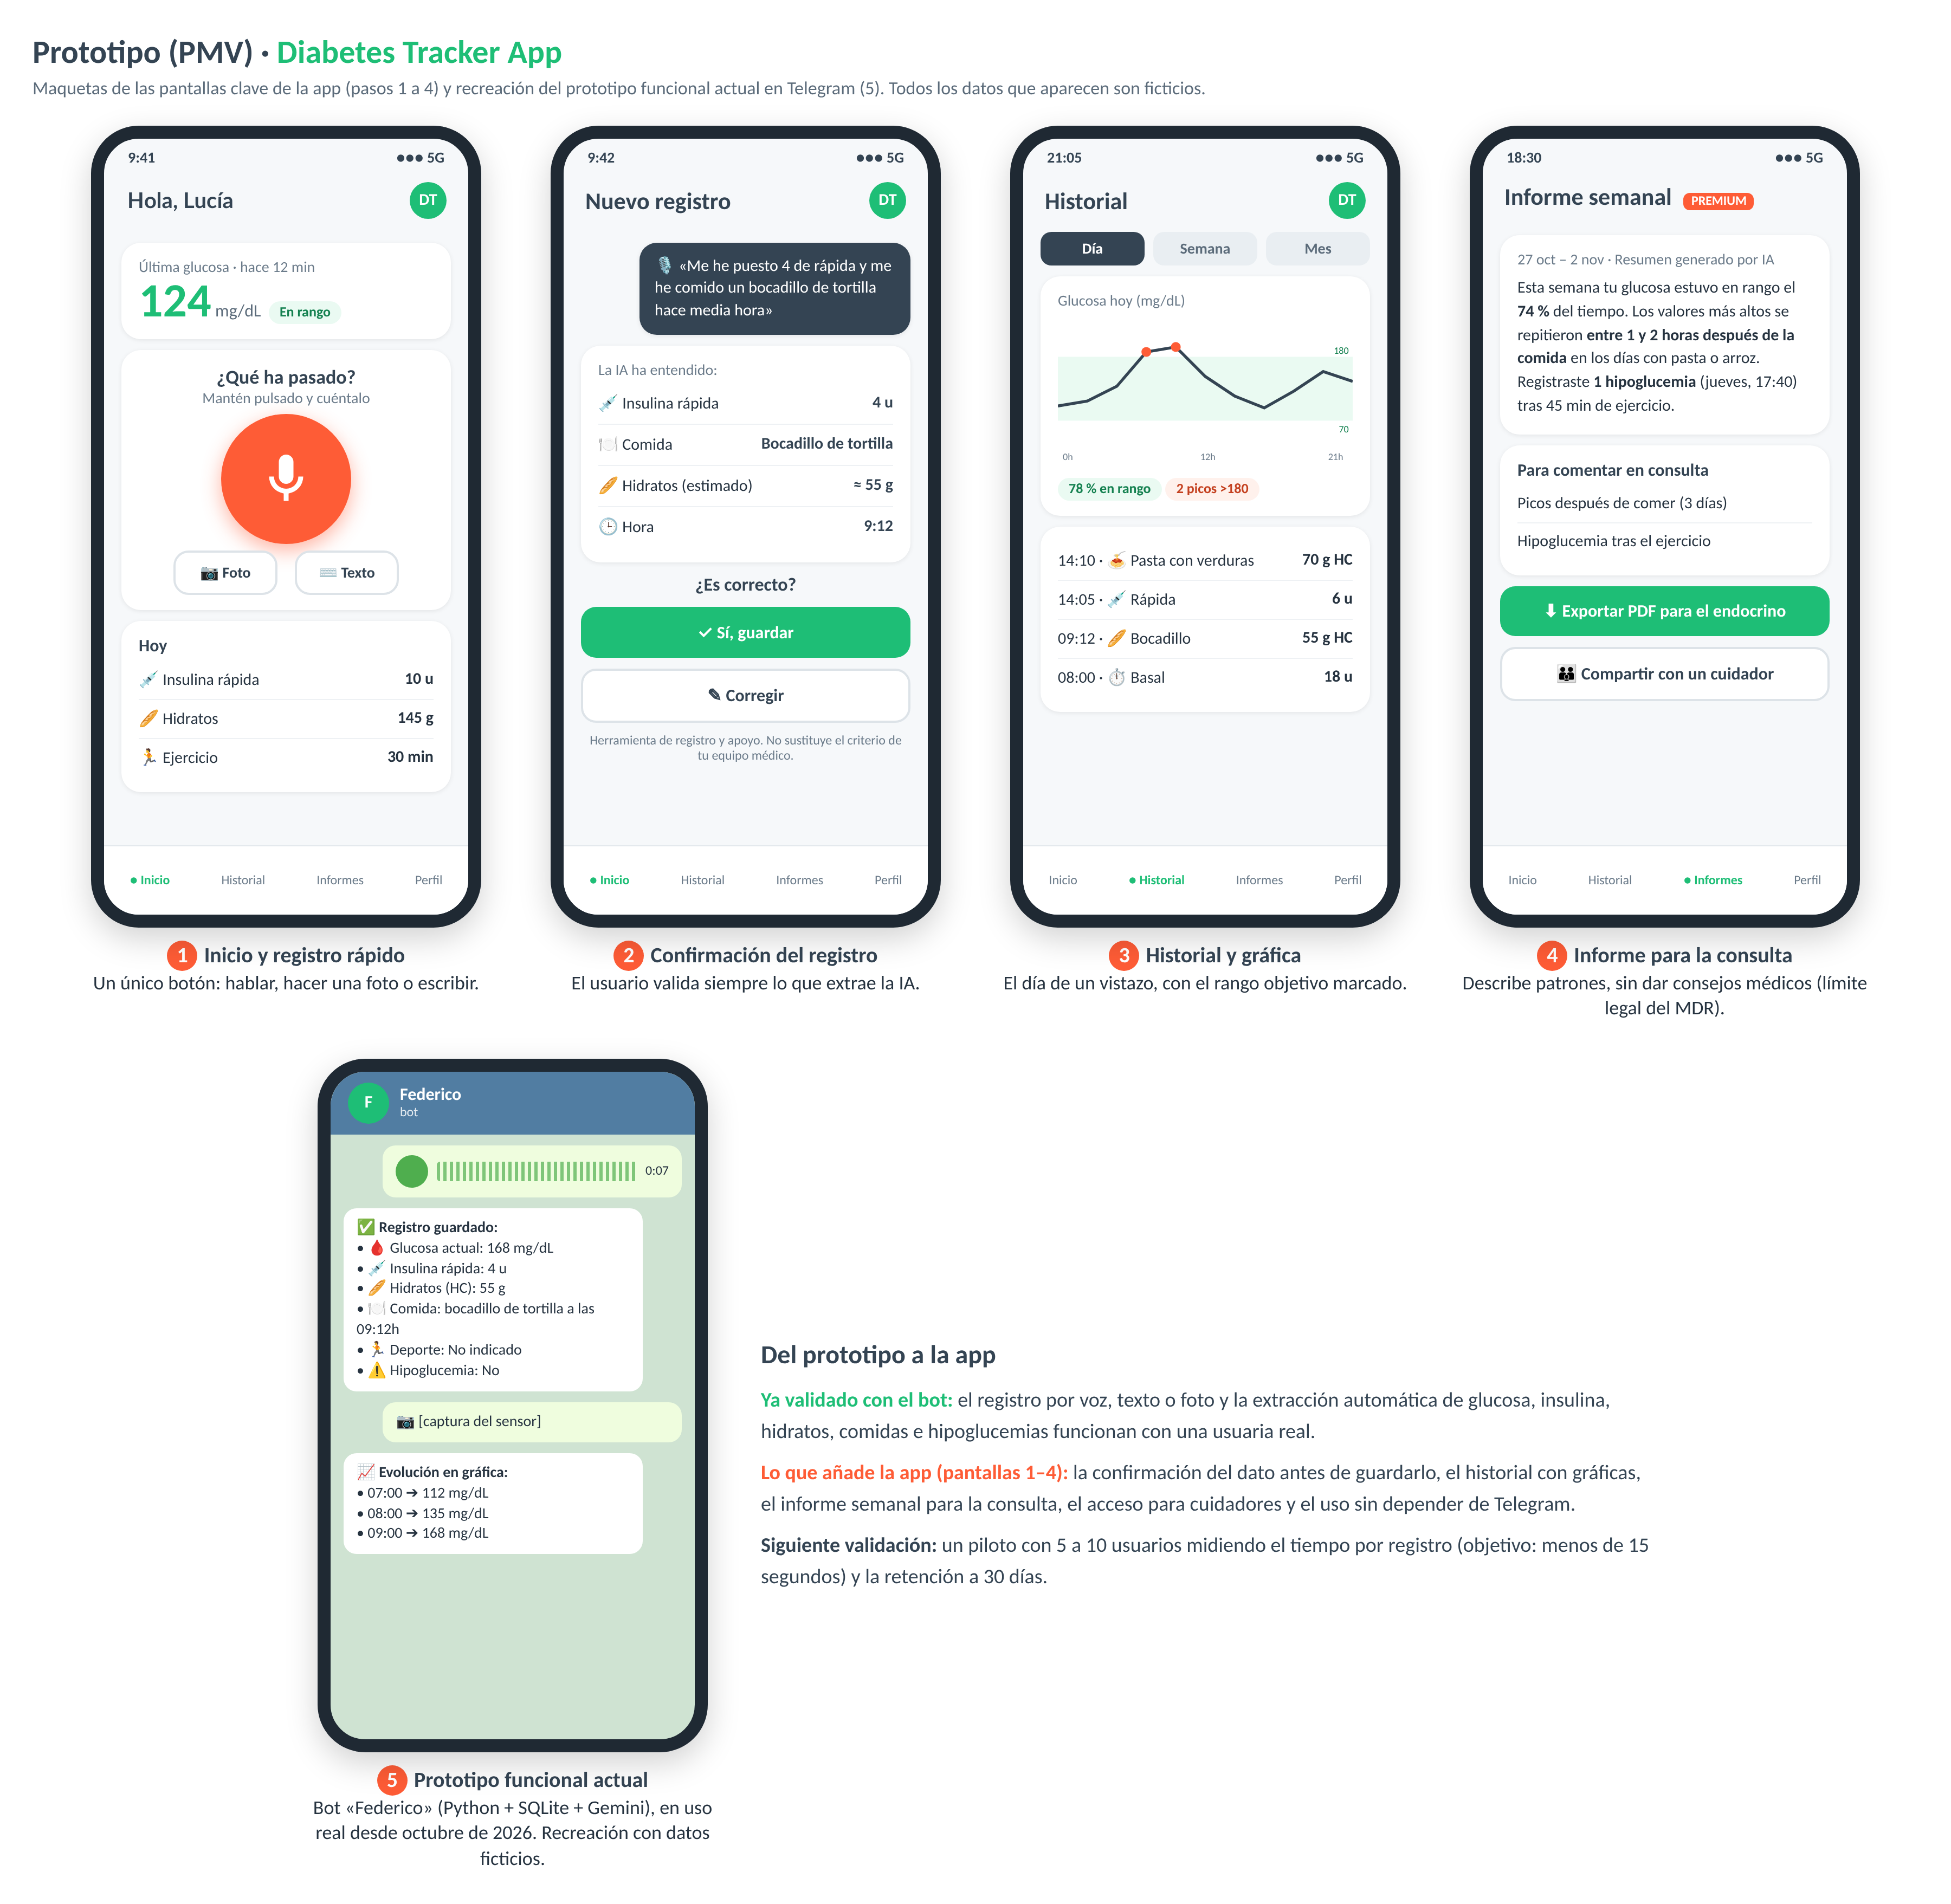 Prototipo (PMV) · Diabetes Tracker App
Maquetas de las pantallas clave de la app (pasos 1 a 4) y recreación del prototipo funcional actual en Telegram (5). Todos los datos que aparecen son ficticios.
9:41
●●● 5G
Hola, Lucía
DT
Última glucosa · hace 12 min
124 mg/dL En rango
¿Qué ha pasado?
Mantén pulsado y cuéntalo
📷 Foto
⌨️ Texto
Hoy
💉 Insulina rápida 10 u
🥖 Hidratos 145 g
🏃 Ejercicio 30 min
● Inicio Historial Informes Perfil
1 Inicio y registro rápido
Un único botón: hablar, hacer una foto o escribir.
9:42
●●● 5G
Nuevo registro
DT
🎙️ «Me he puesto 4 de rápida y me
he comido un bocadillo de tortilla
hace media hora»
La IA ha entendido:
💉 Insulina rápida 4 u
🍽️ Comida Bocadillo de tortilla
🥖 Hidratos (estimado) ≈ 55 g
🕒 Hora 9:12
¿Es correcto?
✓ Sí, guardar
✎ Corregir
Herramienta de registro y apoyo. No sustituye el criterio de
tu equipo médico.
● Inicio Historial Informes Perfil
2 Confirmación del registro
El usuario valida siempre lo que extrae la IA.
21:05
●●● 5G
Historial
DT
Día Semana Mes
Glucosa hoy (mg/dL)
180
70
0h 12h 21h
78 % en rango 2 picos >180
14:10 · 🍝 Pasta con verduras 70 g HC
14:05 · 💉 Rápida 6 u
09:12 · 🥖 Bocadillo 55 g HC
08:00 · ⏱️ Basal 18 u
Inicio ● Historial Informes Perfil
3 Historial y gráfica
El día de un vistazo, con el rango objetivo marcado.
18:30
●●● 5G
Informe semanal PREMIUM
27 oct – 2 nov · Resumen generado por IA
Esta semana tu glucosa estuvo en rango el
74 % del tiempo. Los valores más altos se
repitieron entre 1 y 2 horas después de la
comida en los días con pasta o arroz.
Registraste 1 hipoglucemia (jueves, 17:40)
tras 45 min de ejercicio.
Para comentar en consulta
Picos después de comer (3 días)
Hipoglucemia tras el ejercicio
⬇ Exportar PDF para el endocrino
👪 Compartir con un cuidador
Inicio Historial ● Informes Perfil
4 Informe para la consulta
Describe patrones, sin dar consejos médicos (límite
legal del MDR).
F
Federico
bot
0:07
✅ Registro guardado:
• 🩸 Glucosa actual: 168 mg/dL
• 💉 Insulina rápida: 4 u
• 🥖 Hidratos (HC): 55 g
• 🍽️ Comida: bocadillo de tortilla a las
09:12h
• 🏃 Deporte: No indicado
• ⚠️ Hipoglucemia: No
📷 [captura del sensor]
📈 Evolución en gráfica:
• 07:00 ➔ 112 mg/dL
• 08:00 ➔ 135 mg/dL
• 09:00 ➔ 168 mg/dL
5 Prototipo funcional actual
Bot «Federico» (Python + SQLite + Gemini), en uso
real desde octubre de 2026. Recreación con datos
ficticios.
Del prototipo a la app
Ya validado con el bot: el registro por voz, texto o foto y la extracción automática de glucosa, insulina,
hidratos, comidas e hipoglucemias funcionan con una usuaria real.
Lo que añade la app (pantallas 1–4): la confirmación del dato antes de guardarlo, el historial con gráficas,
el informe semanal para la consulta, el acceso para cuidadores y el uso sin depender de Telegram.
Siguiente validación: un piloto con 5 a 10 usuarios midiendo el tiempo por registro (objetivo: menos de 15
segundos) y la retención a 30 días.